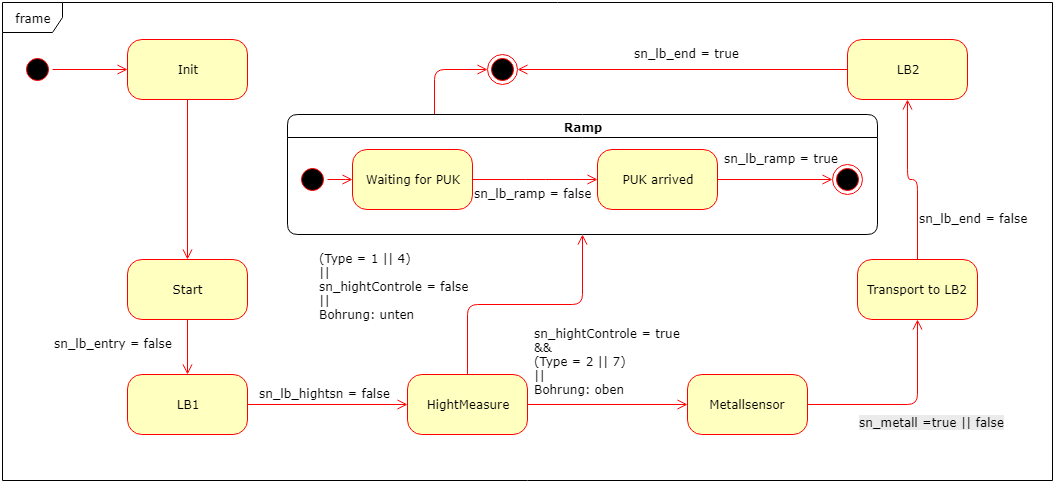 frame
Init
sn_lb_end = true
LB2
Ramp
Waiting for PUK
sn_lb_ramp = false
PUK arrived
sn_lb_ramp = true
sn_lb_end = false
(Type = 1 || 4)
||
sn_hightControle = false
||
Bohrung: unten
Start
Transport to LB2
sn_lb_entry = false
sn_hightControle = true
&&
(Type = 2 || 7)
||
Bohrung: oben
LB1
sn_lb_hightsn = false
HightMeasure
Metallsensor
sn_metall =true || false